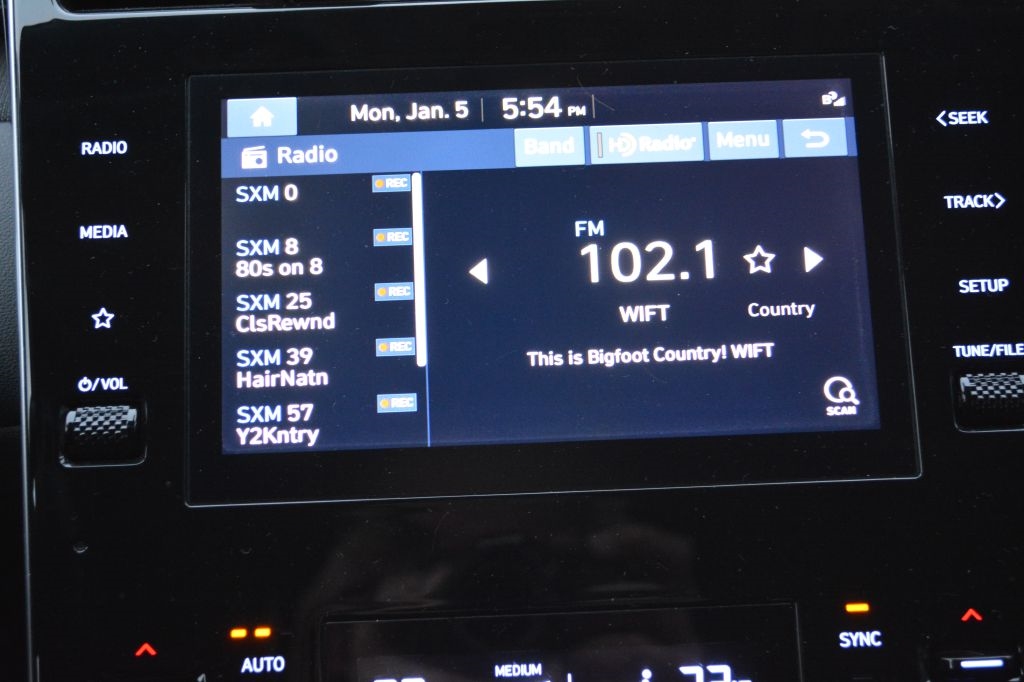 Mon, Jan. 5 5:54 PM
Radio Band HD Radio Menu
RADIO
MEDIA
/VOL
SXM 0 REC
SXM 8 REC
80s on 8
SXM 25 REC
ClsRewnd
SXM 39 REC
HairNatn
SXM 57 REC
Y2Kntry
FM
102.1
WIFT Country
This is Bigfoot Country! WIFT
SCAN
<SEEK
TRACK>
SETUP
TUNE/FILE
AUTO
MEDIUM
SYNC